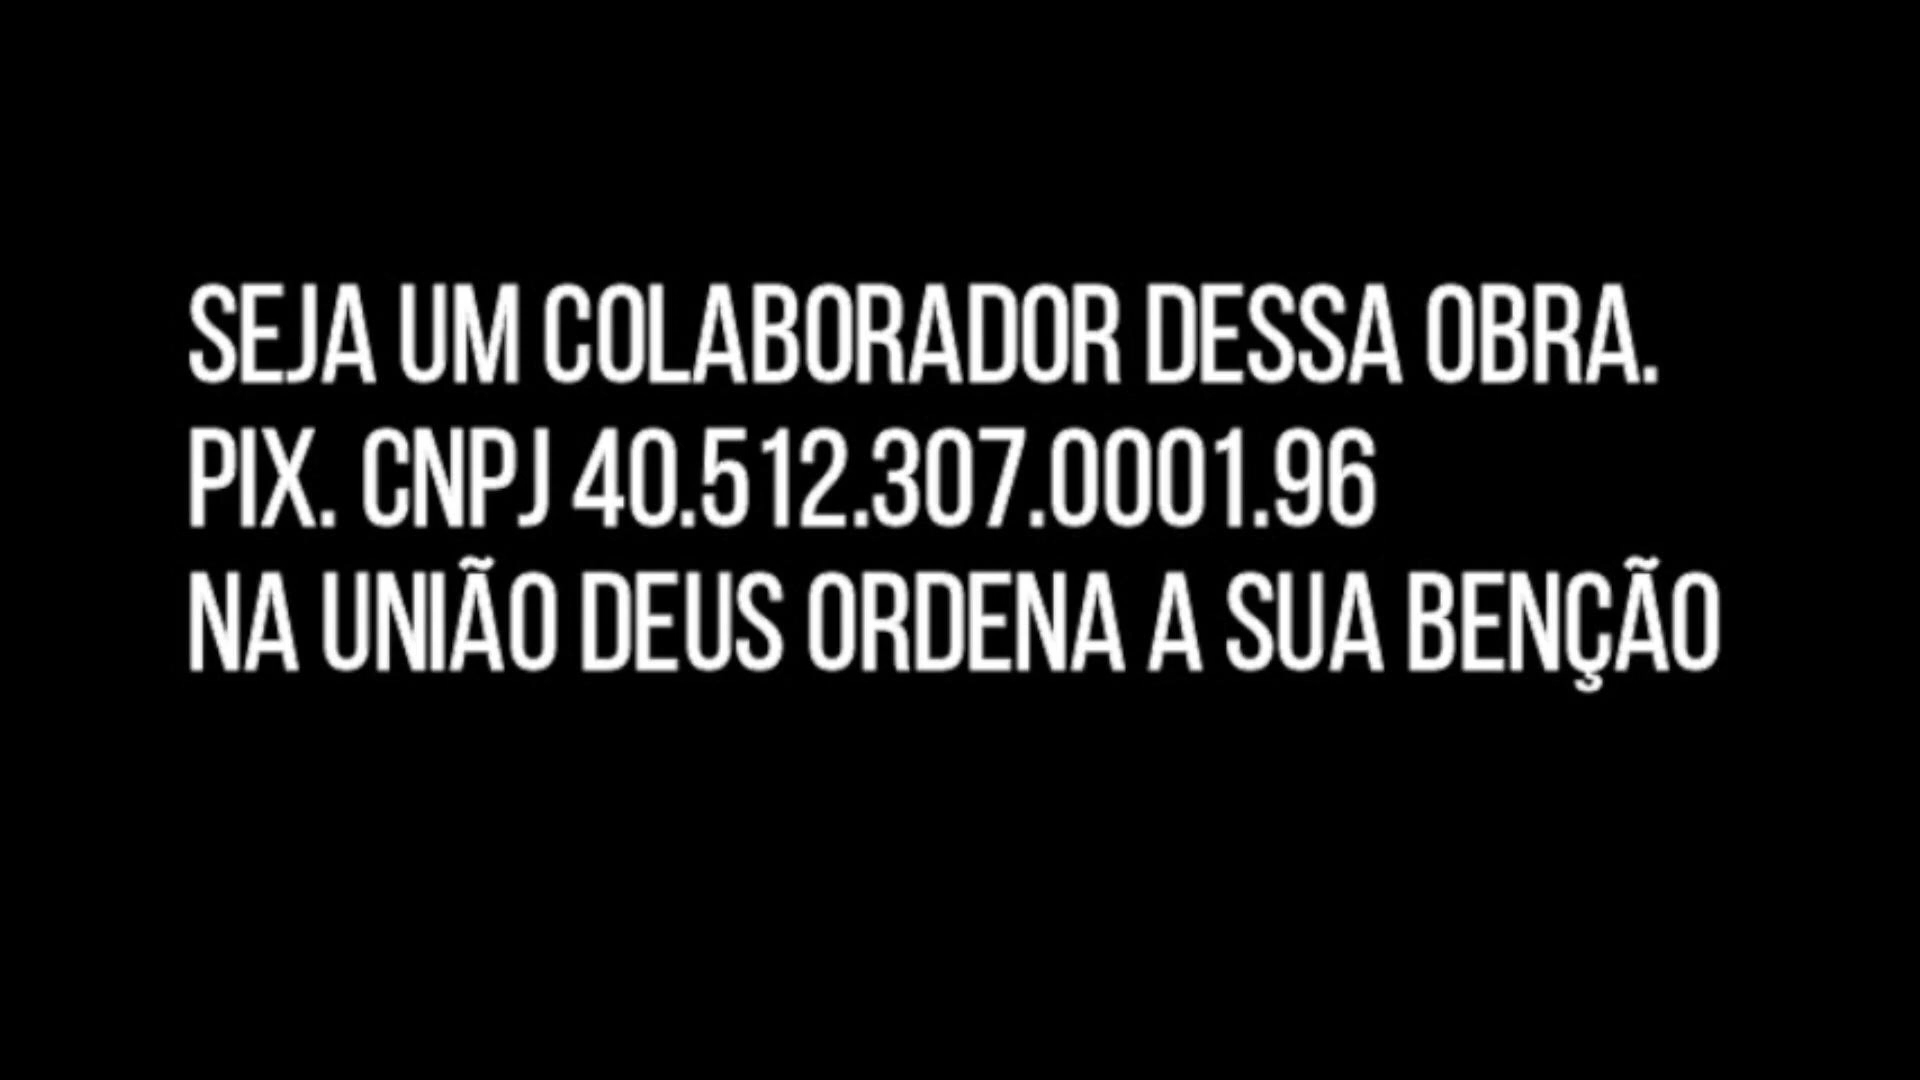 SEJA UM COLABORADOR DESSA OBRA.
PIX. CNPJ 40.512.307.0001.96
NA UNIÃO DEUS ORDENA A SUA BENÇÃO